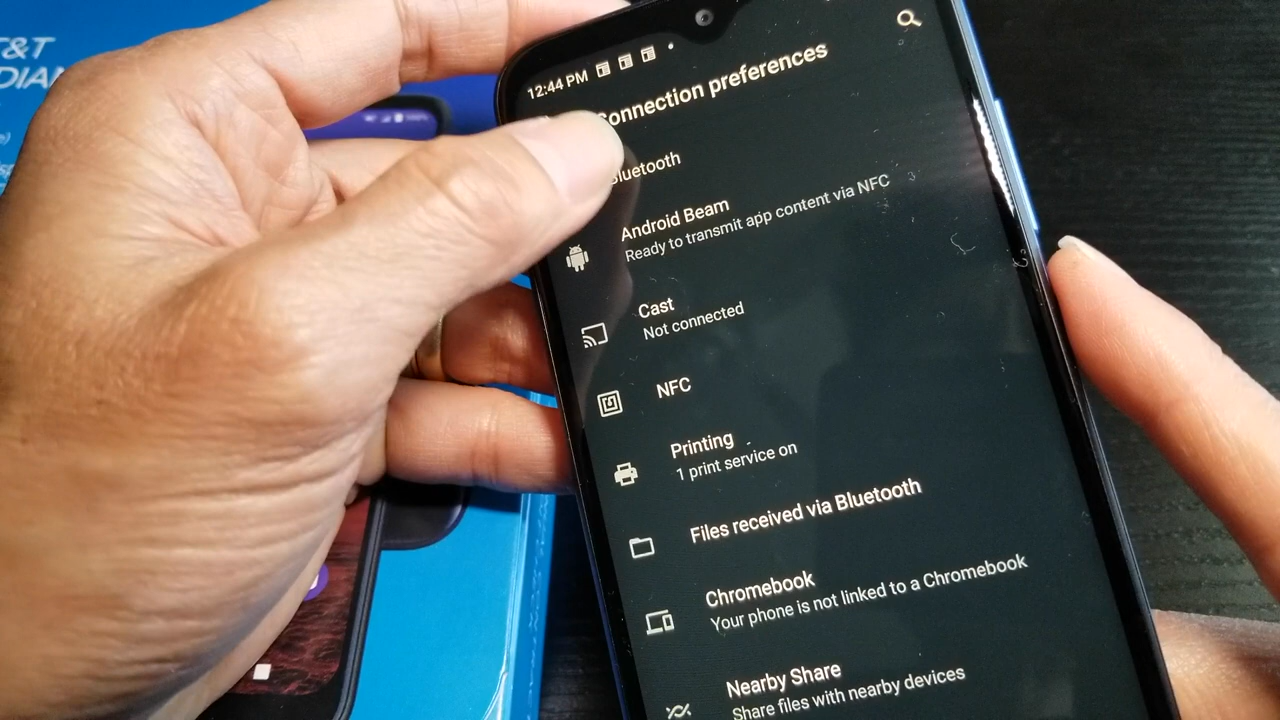 T&T
DIAN
12:44 PM
Connection preferences
Bluetooth
Android Beam
Ready to transmit app content via NFC
Cast
Not connected
NFC
Printing
1 print service on
Files received via Bluetooth
Chromebook
Your phone is not linked to a Chromebook
Nearby Share
Share files with nearby devices